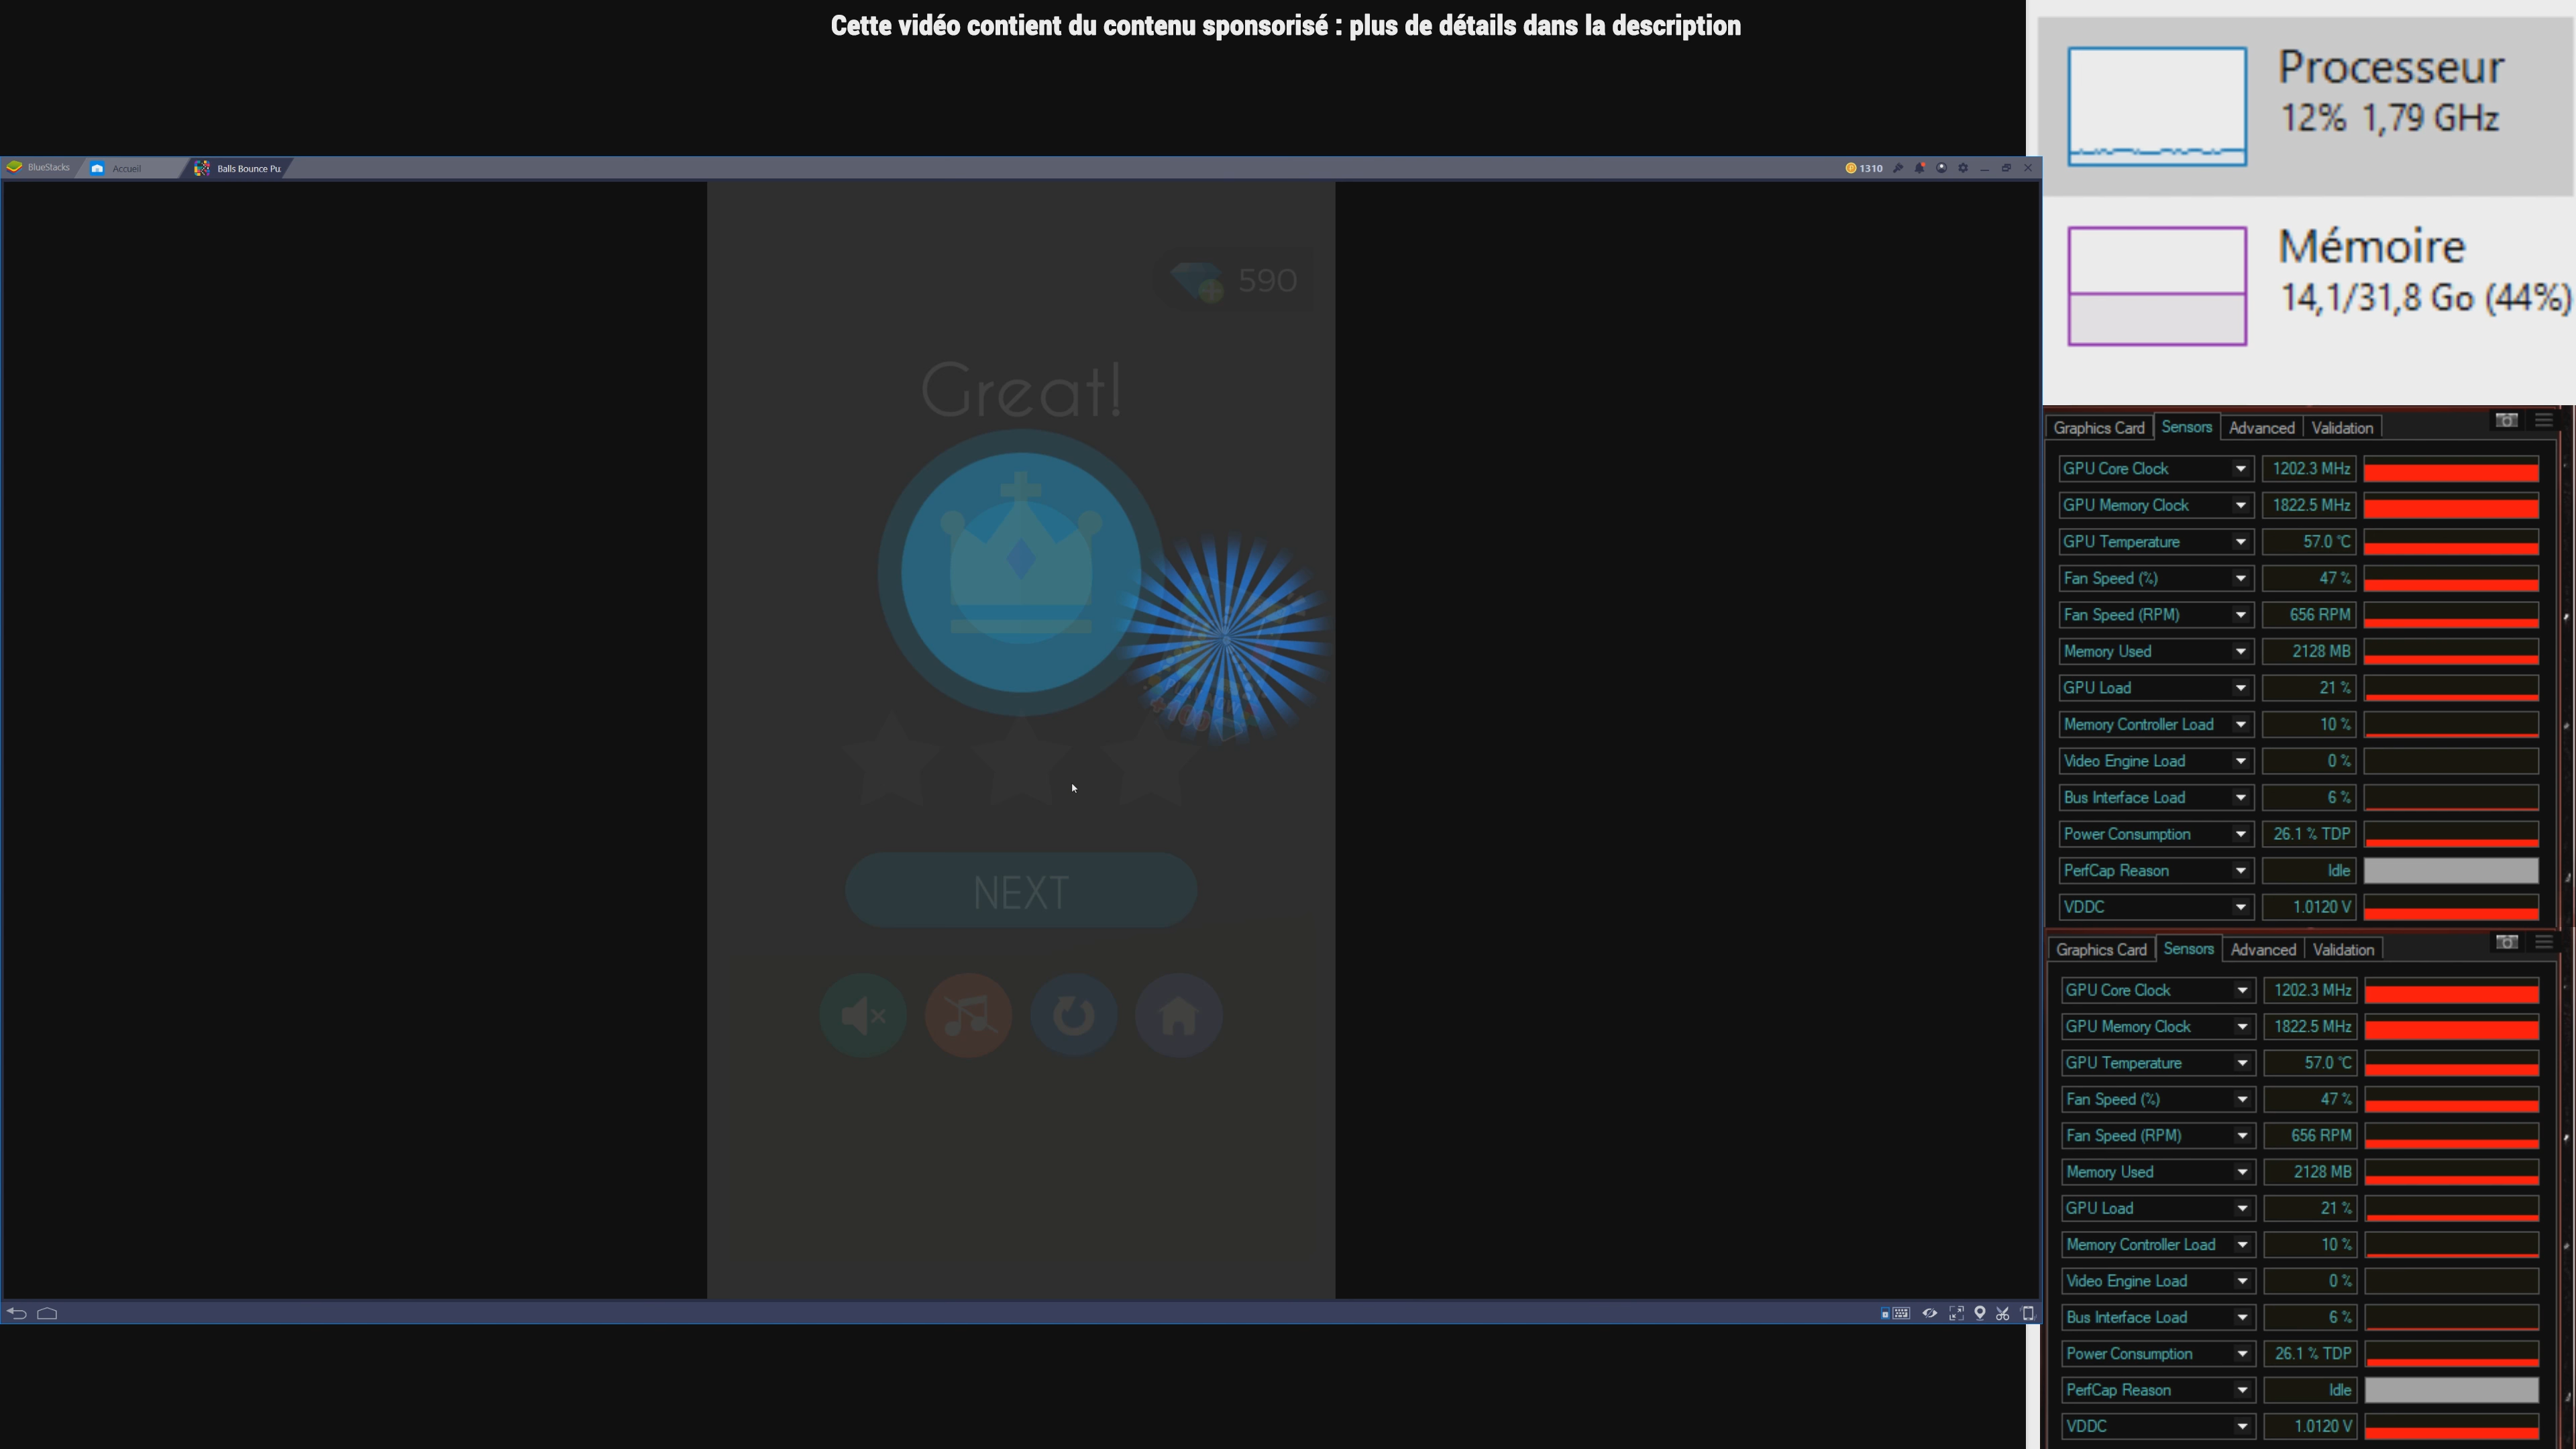 Cette vidéo contient du contenu sponsorisé : plus de détails dans la description
Processeur
12% 1,79 GHz
Mémoire
14,1/31,8 Go (44%)
BlueStacks
Accueil
Balls Bounce Pu
1310
590
Great!
+100
NEXT
Graphics Card Sensors Advanced Validation
GPU Core Clock 1202.3 MHz
GPU Memory Clock 1822.5 MHz
GPU Temperature 57.0 °C
Fan Speed (%) 47 %
Fan Speed (RPM) 656 RPM
Memory Used 2128 MB
GPU Load 21 %
Memory Controller Load 10 %
Video Engine Load 0 %
Bus Interface Load 6 %
Power Consumption 26.1 % TDP
PerfCap Reason Idle
VDDC 1.0120 V
Graphics Card Sensors Advanced Validation
GPU Core Clock 1202.3 MHz
GPU Memory Clock 1822.5 MHz
GPU Temperature 57.0 °C
Fan Speed (%) 47 %
Fan Speed (RPM) 656 RPM
Memory Used 2128 MB
GPU Load 21 %
Memory Controller Load 10 %
Video Engine Load 0 %
Bus Interface Load 6 %
Power Consumption 26.1 % TDP
PerfCap Reason Idle
VDDC 1.0120 V